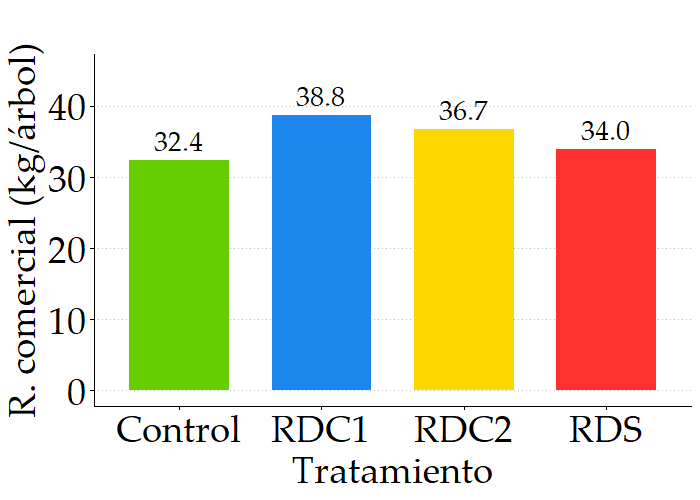 R. comercial (kg/árbol)
40
30
20
10
0
32.4
38.8
36.7
34.0
Control
RDC1
RDC2
RDS
Tratamiento